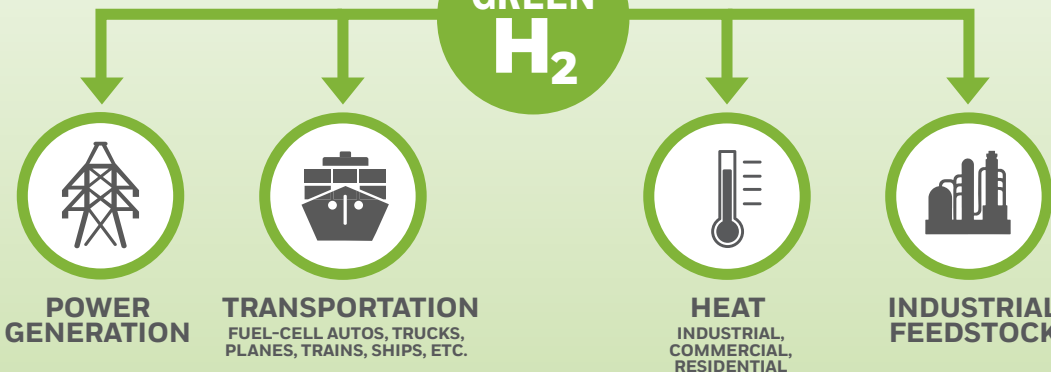 GREEN
H₂
POWER
GENERATION
TRANSPORTATION
FUEL-CELL AUTOS, TRUCKS,
PLANES, TRAINS, SHIPS, ETC.
HEAT
INDUSTRIAL,
COMMERCIAL,
RESIDENTIAL
INDUSTRIAL
FEEDSTOCK